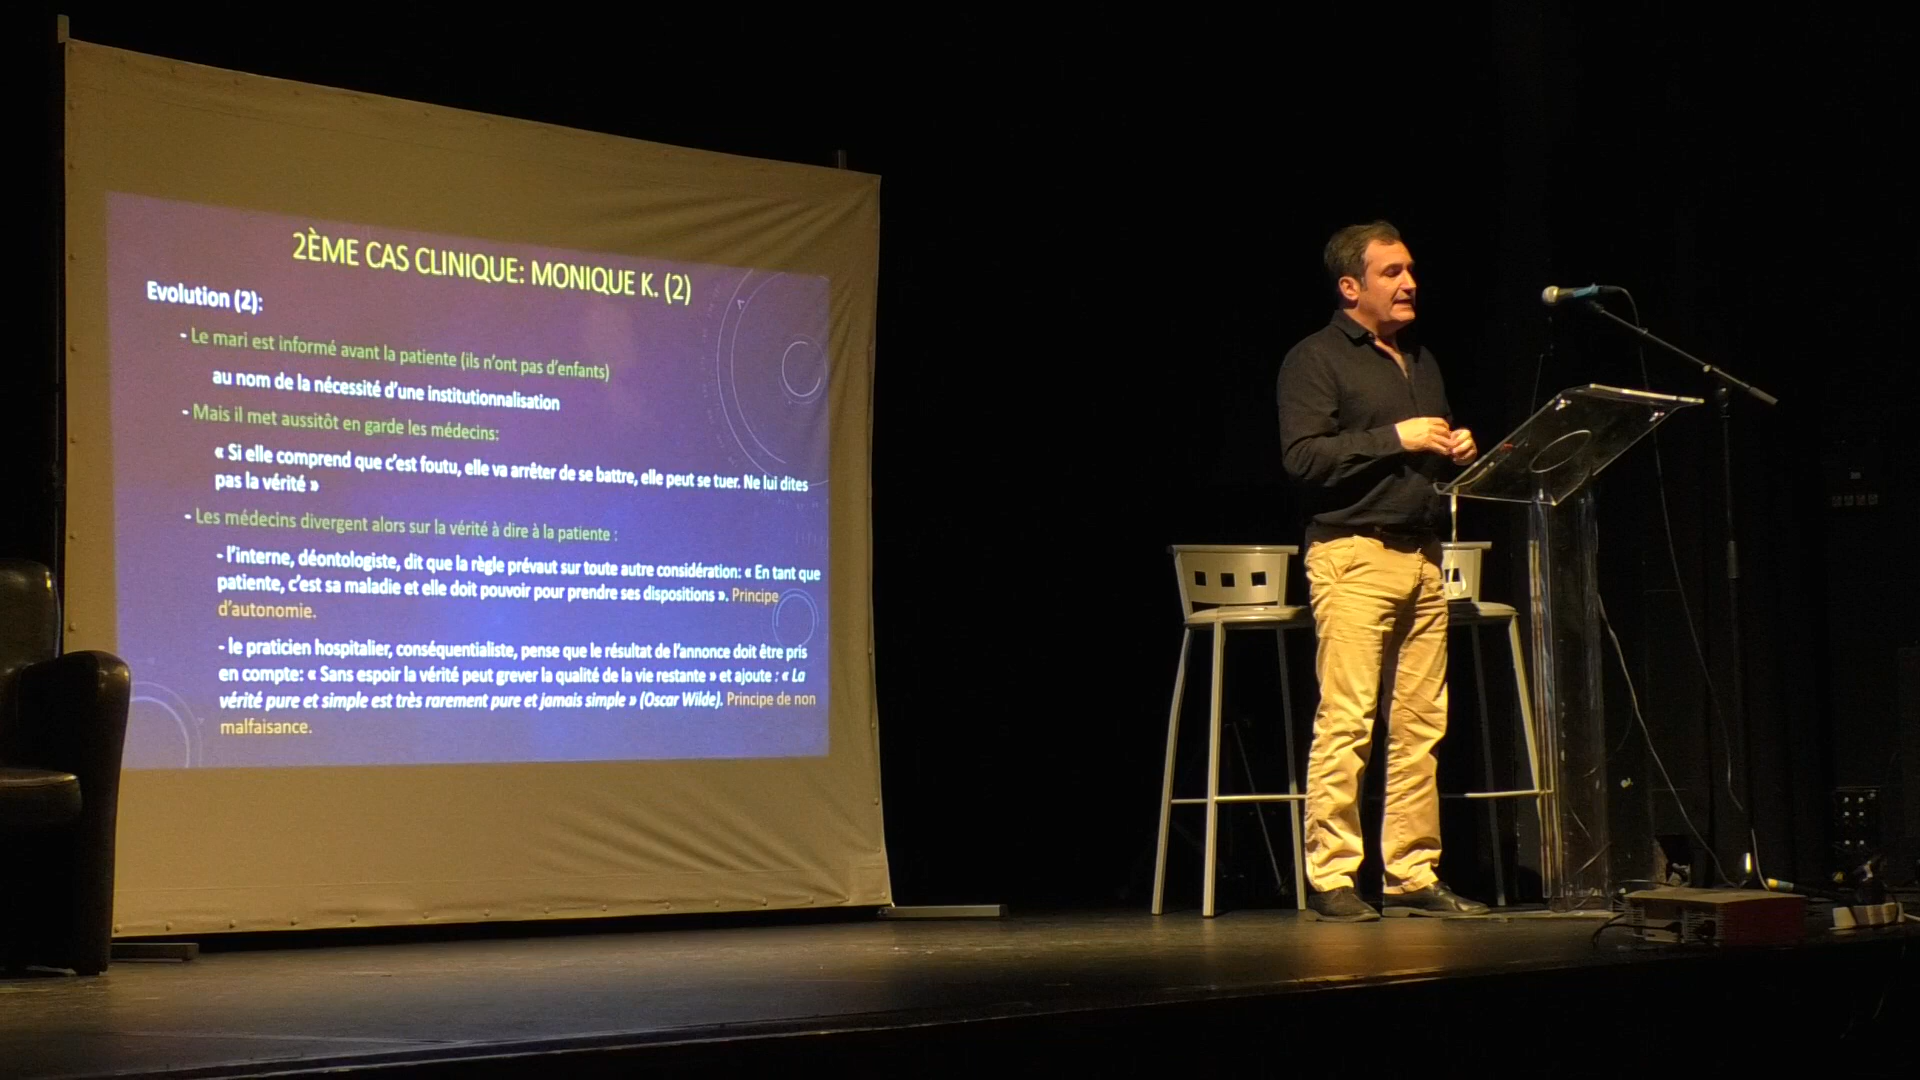 2ÈME CAS CLINIQUE: MONIQUE K. (2)
Evolution (2):
- Le mari est informé avant la patiente (ils n'ont pas d'enfants)
au nom de la nécessité d'une institutionnalisation
- Mais il met aussitôt en garde les médecins:
« Si elle comprend que c'est foutu, elle va arrêter de se battre, elle peut se tuer. Ne lui dites
pas la vérité »
- Les médecins divergent alors sur la vérité à dire à la patiente :
- l'interne, déontologiste, dit que la règle prévaut sur toute autre considération: « En tant que
patiente, c'est sa maladie et elle doit pouvoir pour prendre ses dispositions ». Principe
d'autonomie.
- le praticien hospitalier, conséquentialiste, pense que le résultat de l'annonce doit être pris
en compte: « Sans espoir la vérité peut grever la qualité de la vie restante » et ajoute : « La
vérité pure et simple est très rarement pure et jamais simple » (Oscar Wilde). Principe de non
malfaisance.